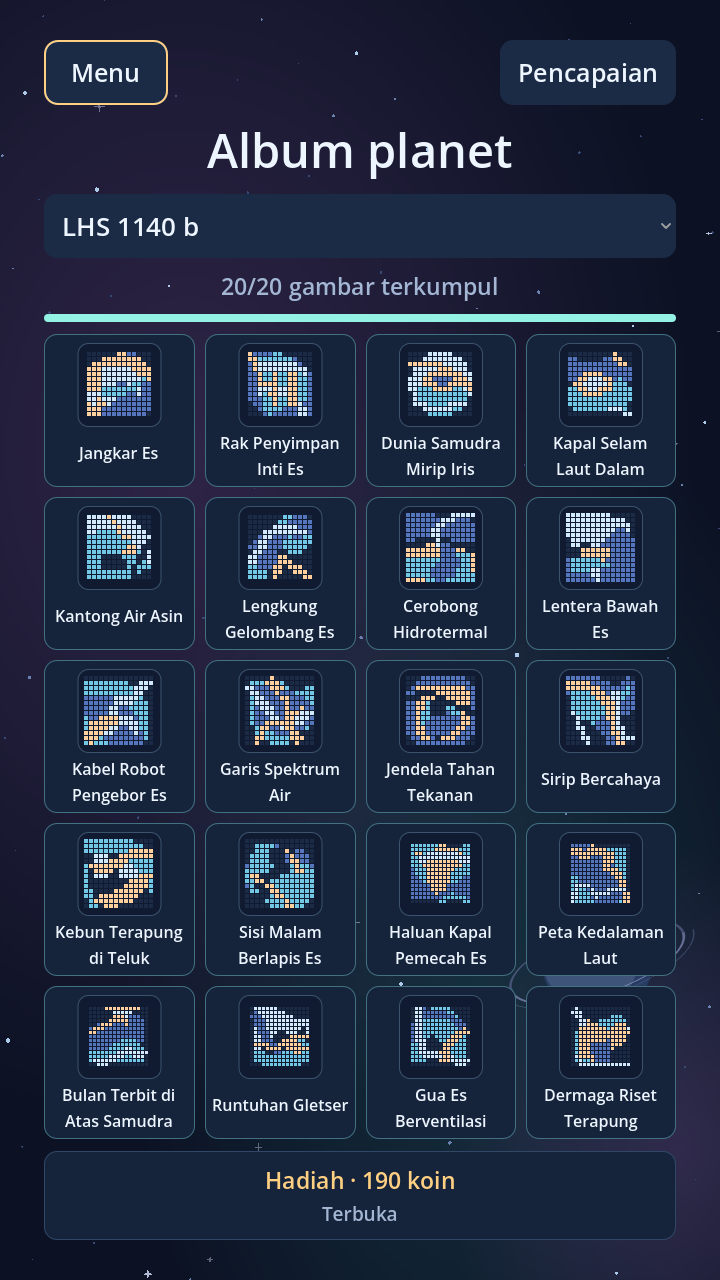 Menu
Pencapaian
Album planet
LHS 1140 b
20/20 gambar terkumpul
Jangkar Es
Rak Penyimpan
Inti Es
Dunia Samudra
Mirip Iris
Kapal Selam
Laut Dalam
Kantong Air Asin
Lengkung
Gelombang Es
Cerobong
Hidrotermal
Lentera Bawah
Es
Kabel Robot
Pengebor Es
Garis Spektrum
Air
Jendela Tahan
Tekanan
Sirip Bercahaya
Kebun Terapung
di Teluk
Sisi Malam
Berlapis Es
Haluan Kapal
Pemecah Es
Peta Kedalaman
Laut
Bulan Terbit di
Atas Samudra
Runtuhan Gletser
Gua Es
Berventilasi
Dermaga Riset
Terapung
Hadiah · 190 koin
Terbuka